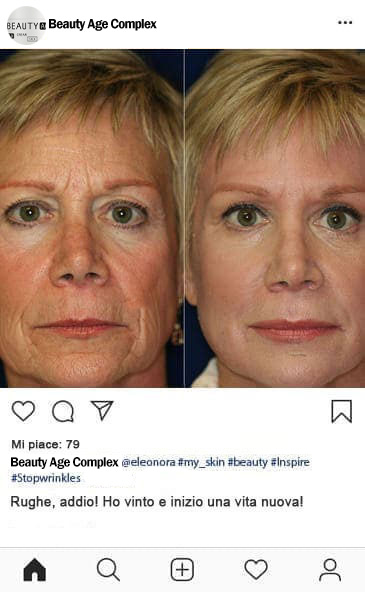 BEAUTY
Beauty Age Complex
Mi piace: 79
Beauty Age Complex @eleonora #my_skin #beauty #Inspire
#Stopwrinkles
Rughe, addio! Ho vinto e inizio una vita nuova!